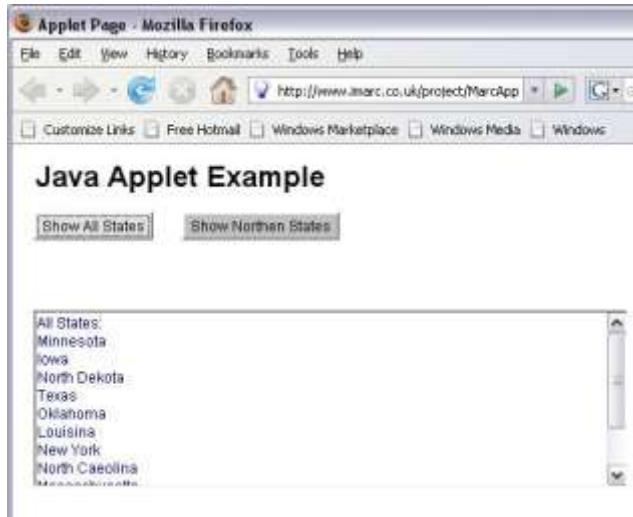 Applet Page - Mozilla Firefox
File Edit View History Bookmarks Tools Help
http://www.imarc.co.uk/project/MarcApp
Customize Links Free Hotmail Windows Marketplace Windows Media Windows
Java Applet Example
Show All States Show Northen States
All States:
Minnesota
Iowa
North Dekota
Texas
Oklahoma
Louisina
New York
North Caeolina